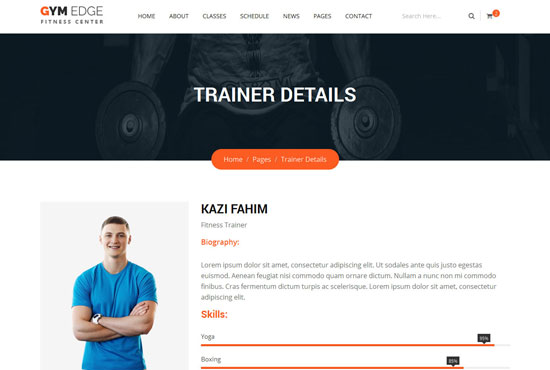 GYM EDGE
FITNESS CENTER
HOME ABOUT CLASSES SCHEDULE NEWS PAGES CONTACT Search Here... 2
TRAINER DETAILS
Home / Pages / Trainer Details
KAZI FAHIM
Fitness Trainer
Biography:
Lorem ipsum dolor sit amet, consectetur adipiscing elit. Ut sodales ante quis justo egestas
euismod. Aenean feugiat nisi commodo quam ornare dictum. Nullam a nunc non mi commodo
finibus. Cras fermentum dictum turpis ac scelerisque. Lorem ipsum dolor sit amet, consectetur
adipiscing elit.
Skills:
Yoga 95%
Boxing 85%